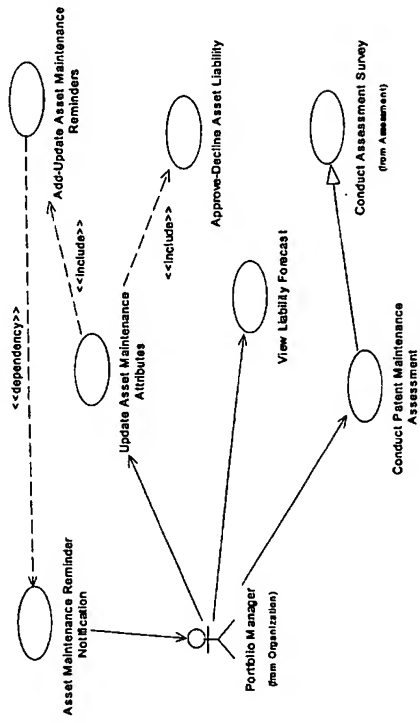 Add-Update Asset Maintenance
Reminders
<<dependency>>
<<include>>
Approve-Decline Asset Liability
<<include>>
Update Asset Maintenance
Attributes
Asset Maintenance Reminder
Notification
View Liability Forecast
Conduct Assessment Survey
(from Assessment)
Conduct Patent Maintenance
Assessment
Portfolio Manager
(from Organization)